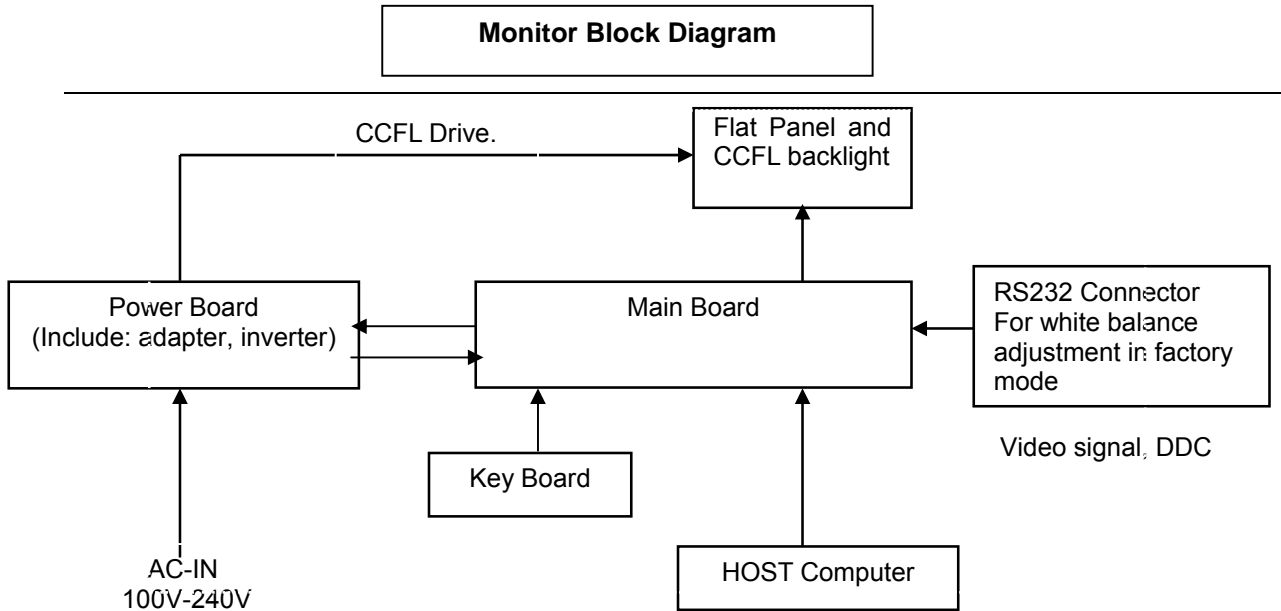 Monitor Block Diagram
CCFL Drive.
Flat Panel and
CCFL backlight
Power Board
(Include: adapter, inverter)
Main Board
RS232 Connector
For white balance
adjustment in factory
mode
Video signal, DDC
Key Board
HOST Computer
AC-IN
100V-240V